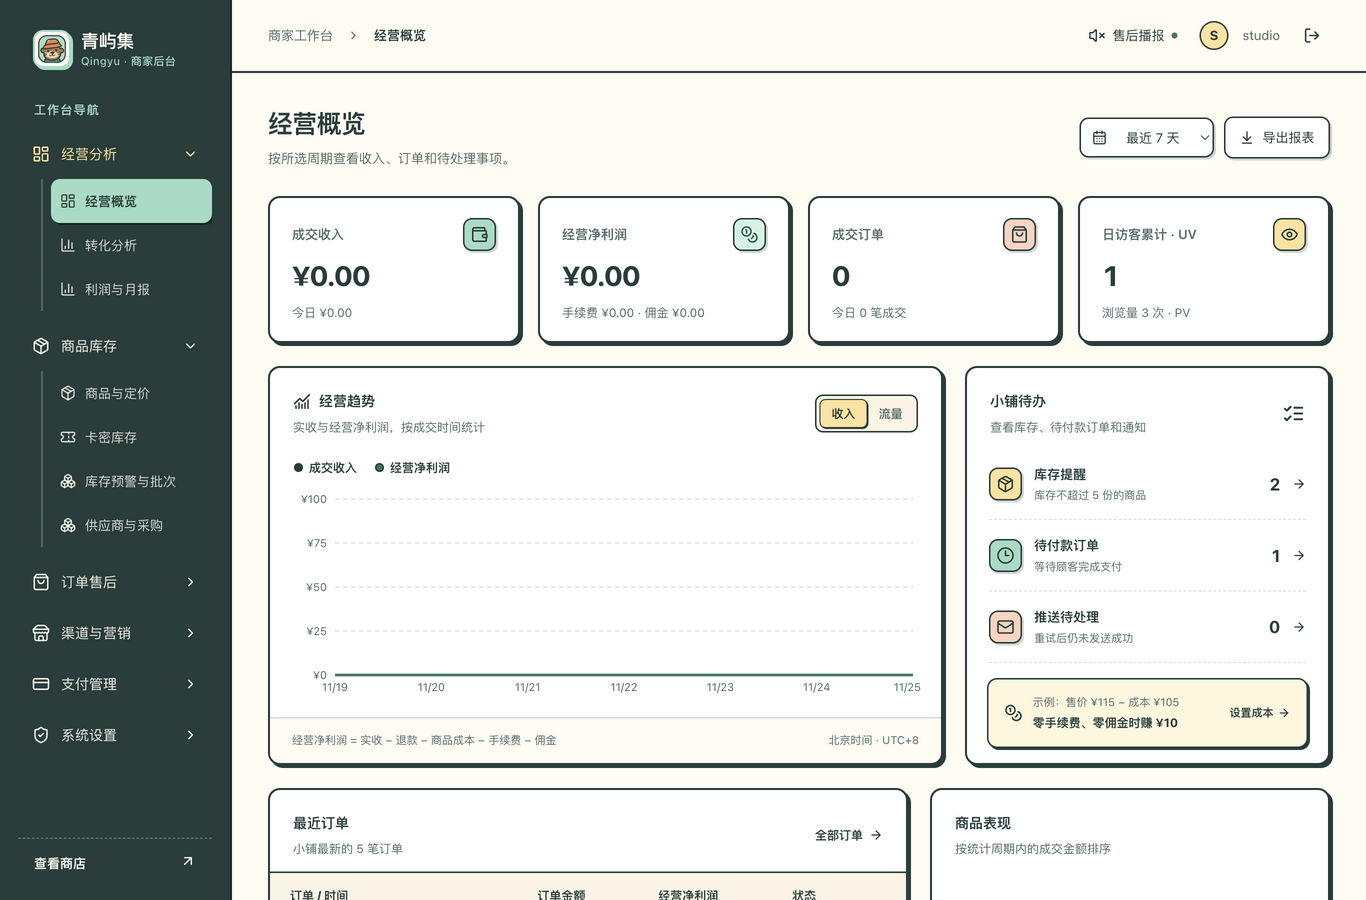 青屿集
Qingyu · 商家后台
工作台导航
经营分析
经营概览
转化分析
利润与月报
商品库存
商品与定价
卡密库存
库存预警与批次
供应商与采购
订单售后
渠道与营销
支付管理
系统设置
查看商店
商家工作台 经营概览
售后播报
S studio
经营概览
按所选周期查看收入、订单和待处理事项。
最近 7 天
导出报表
成交收入
¥0.00
今日 ¥0.00
经营净利润
¥0.00
手续费 ¥0.00 · 佣金 ¥0.00
成交订单
0
今日 0 笔成交
日访客累计 · UV
1
浏览量 3 次 · PV
经营趋势
实收与经营净利润，按成交时间统计
收入 流量
成交收入 经营净利润
¥100
¥75
¥50
¥25
¥0
11/19 11/20 11/21 11/22 11/23 11/24 11/25
经营净利润 = 实收 − 退款 − 商品成本 − 手续费 − 佣金
北京时间 · UTC+8
小铺待办
查看库存、待付款订单和通知
库存提醒
库存不超过 5 份的商品
2
待付款订单
等待顾客完成支付
1
推送待处理
重试后仍未发送成功
0
示例：售价 ¥115 − 成本 ¥105
零手续费、零佣金时赚 ¥10
设置成本
最近订单
小铺最新的 5 笔订单
全部订单
订单 / 时间 订单金额 经营净利润 状态
商品表现
按统计周期内的成交金额排序